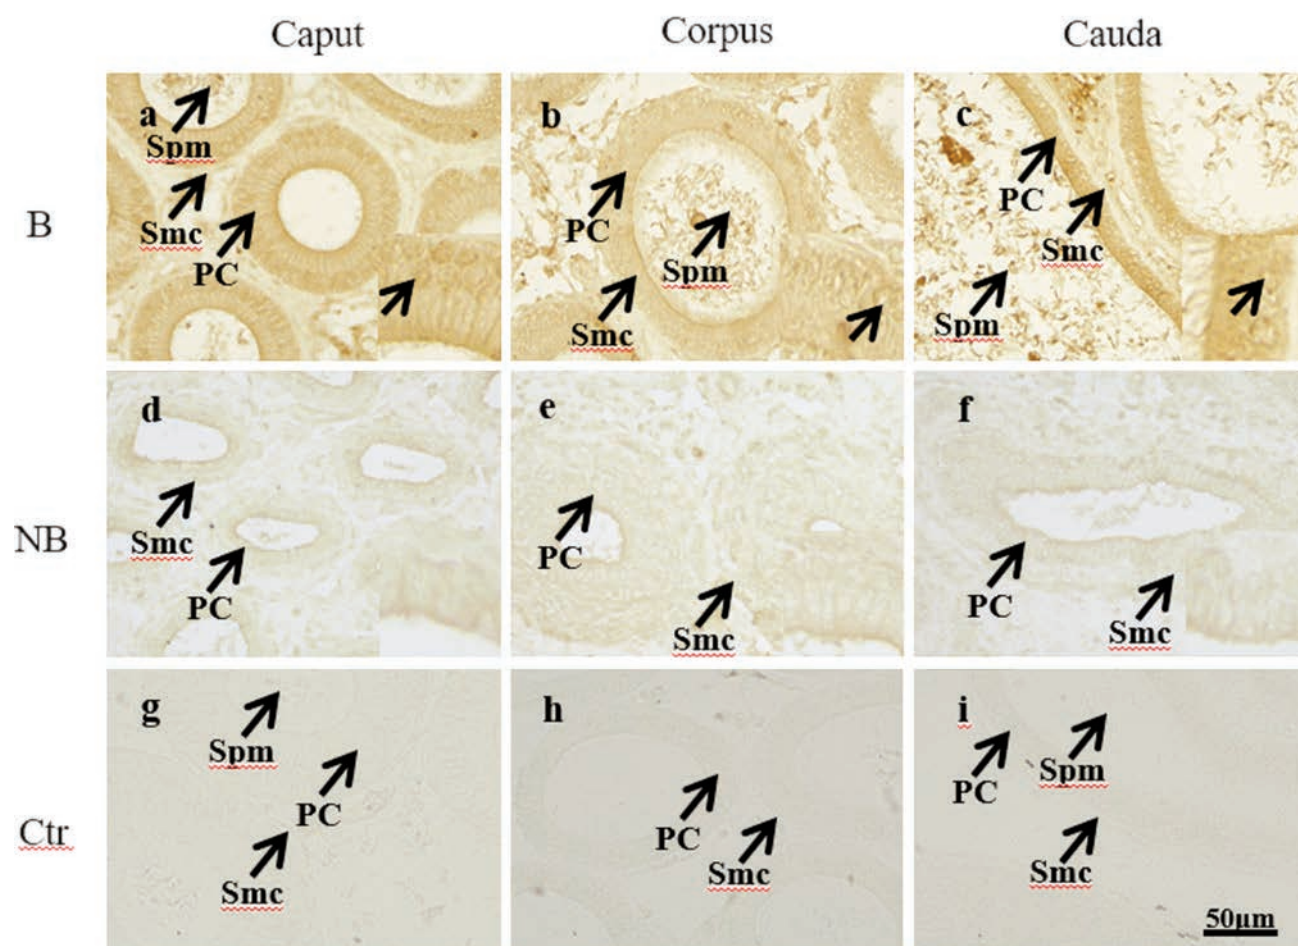 Caput Corpus Cauda
B
a
Spm
Smc
PC
b
PC
Spm
Smc
c
PC
Smc
Spm
NB
d
Smc
PC
e
PC
Smc
f
PC
Smc
Ctr
g
Spm
PC
Smc
h
PC
Smc
i
PC
Spm
Smc
50μm